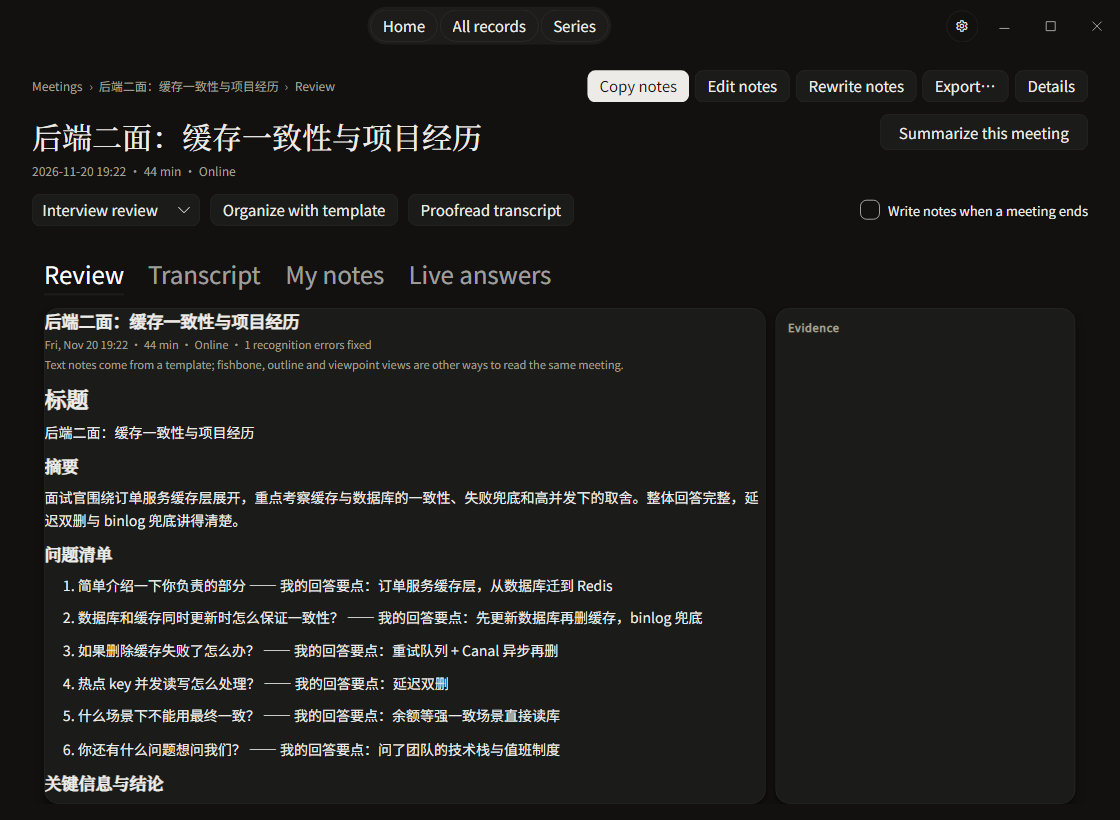 Home
All records
Series
Meetings › 后端二面：缓存一致性与项目经历 › Review
Copy notes
Edit notes
Rewrite notes
Export···
Details
后端二面：缓存一致性与项目经历
Summarize this meeting
2026-11-20 19:22 • 44 min • Online
Interview review
Organize with template
Proofread transcript
Write notes when a meeting ends
Review
Transcript
My notes
Live answers
后端二面：缓存一致性与项目经历
Fri, Nov 20 19:22 • 44 min • Online • 1 recognition errors fixed
Text notes come from a template; fishbone, outline and viewpoint views are other ways to read the same meeting.
标题
后端二面：缓存一致性与项目经历
摘要
面试官围绕订单服务缓存层展开，重点考察缓存与数据库的一致性、失败兜底和高并发下的取舍。整体回答完整，延
迟双删与 binlog 兜底讲得清楚。
问题清单
1. 简单介绍一下你负责的部分 —— 我的回答要点：订单服务缓存层，从数据库迁到 Redis
2. 数据库和缓存同时更新时怎么保证一致性？ —— 我的回答要点：先更新数据库再删缓存，binlog 兜底
3. 如果删除缓存失败了怎么办？ —— 我的回答要点：重试队列 + Canal 异步再删
4. 热点 key 并发读写怎么处理？ —— 我的回答要点：延迟双删
5. 什么场景下不能用最终一致？ —— 我的回答要点：余额等强一致场景直接读库
6. 你还有什么问题想问我们？ —— 我的回答要点：问了团队的技术栈与值班制度
关键信息与结论
Evidence